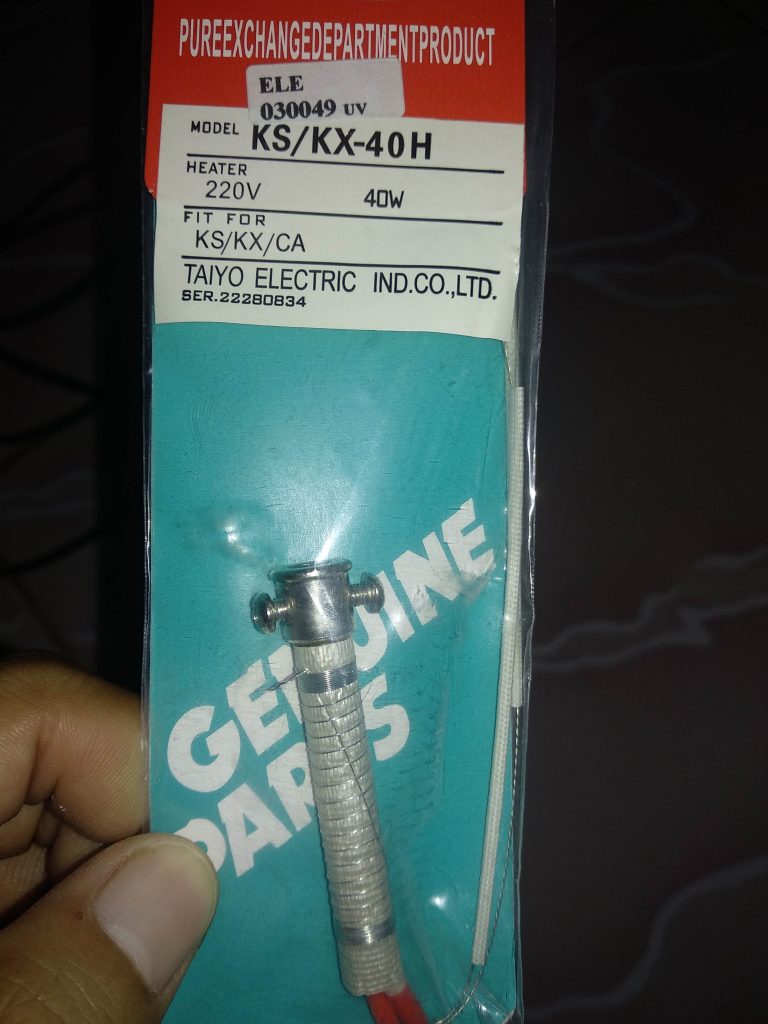 PUREEXCHANGEDEPARTMENTPRODUCT
ELE
030049 UV
MODEL KS/KX-40H
HEATER
220V 40W
FIT FOR
KS/KX/CA
TAIYO ELECTRIC IND.CO.,LTD.
SER.22280834
GENUINE
PARTS